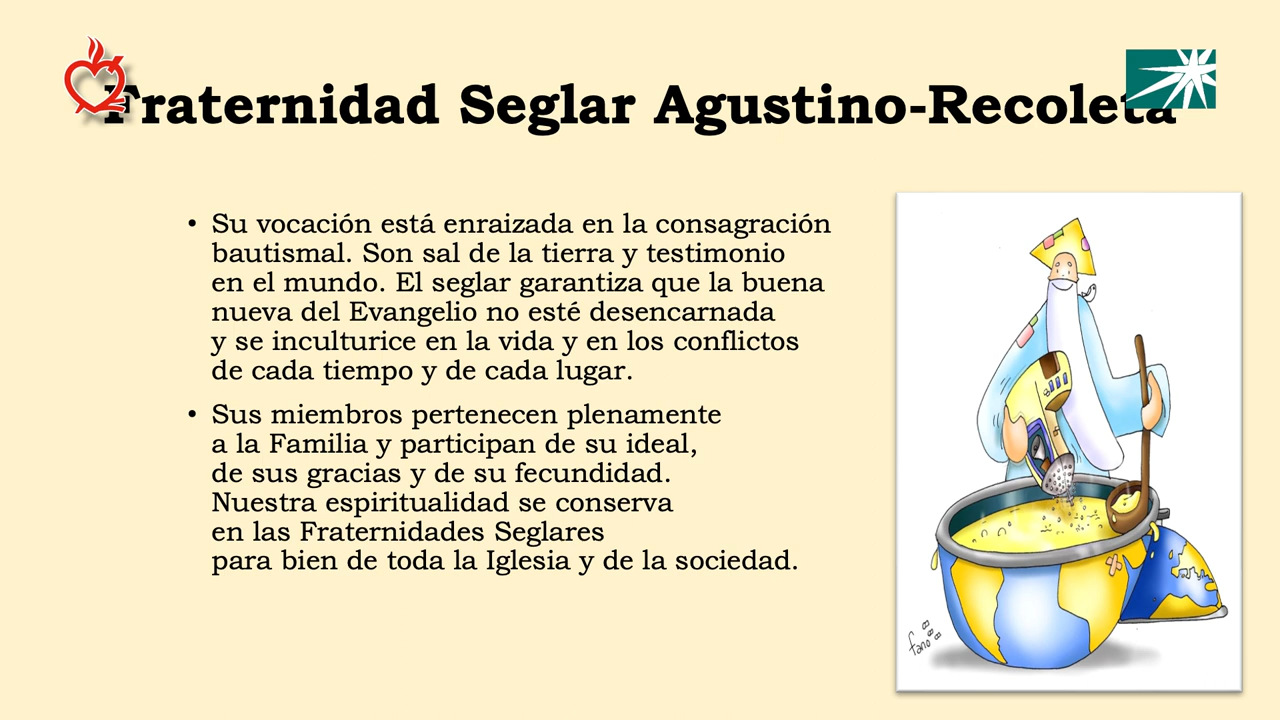 Fraternidad Seglar Agustino-Recoleta
• Su vocación está enraizada en la consagración
bautismal. Son sal de la tierra y testimonio
en el mundo. El seglar garantiza que la buena
nueva del Evangelio no esté desencarnada
y se inculturice en la vida y en los conflictos
de cada tiempo y de cada lugar.
• Sus miembros pertenecen plenamente
a la Familia y participan de su ideal,
de sus gracias y de su fecundidad.
Nuestra espiritualidad se conserva
en las Fraternidades Seglares
para bien de toda la Iglesia y de la sociedad.
fano